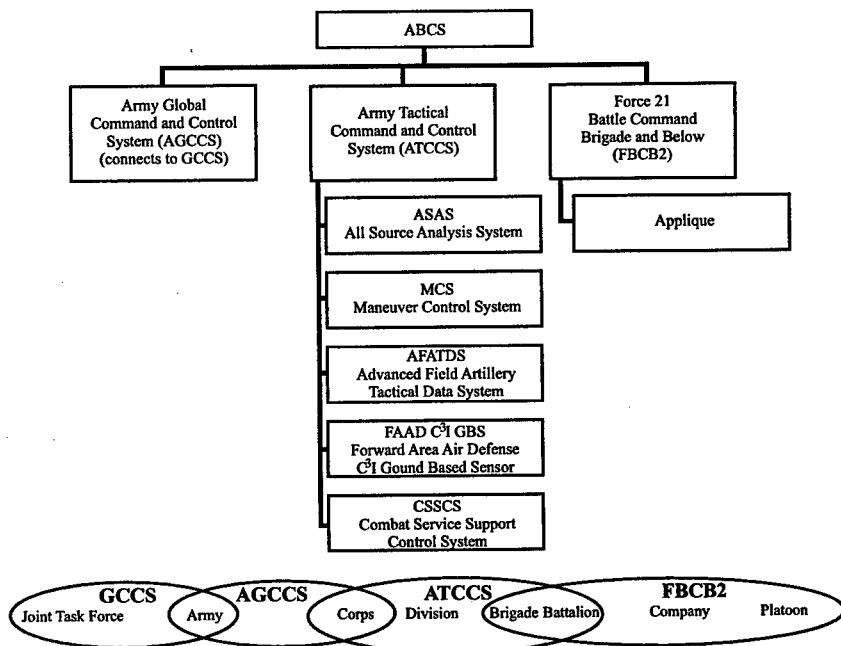 ABCS
Army Global
Command and Control
System (AGCCS)
(connects to GCCS)
Army Tactical
Command and Control
System (ATCCS)
Force 21
Battle Command
Brigade and Below
(FBCB2)
ASAS
All Source Analysis System
Applique
MCS
Maneuver Control System
AFATDS
Advanced Field Artillery
Tactical Data System
FAAD C³I GBS
Forward Area Air Defense
C³I Gound Based Sensor
CSSCS
Combat Service Support
Control System
GCCS AGCCS ATCCS FBCB2
Joint Task Force Army Corps Division Brigade Battalion Company Platoon